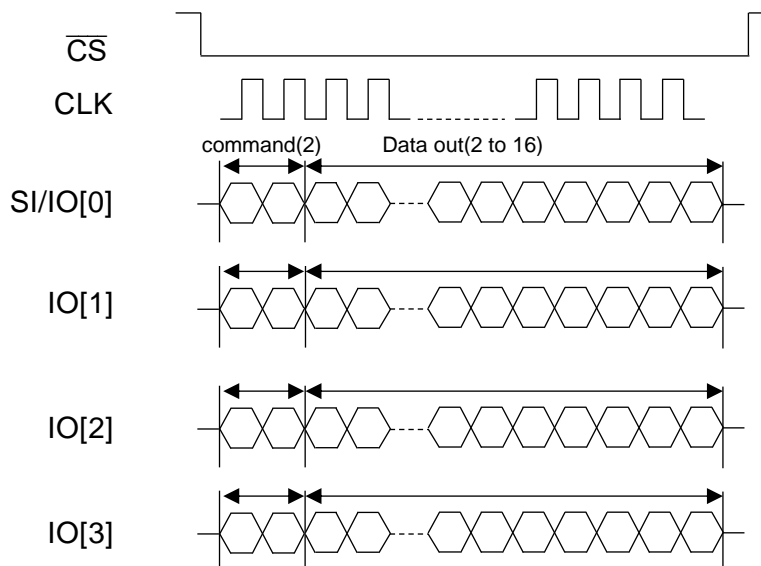 CS
CLK
command(2) Data out(2 to 16)
SI/IO[0]
IO[1]
IO[2]
IO[3]